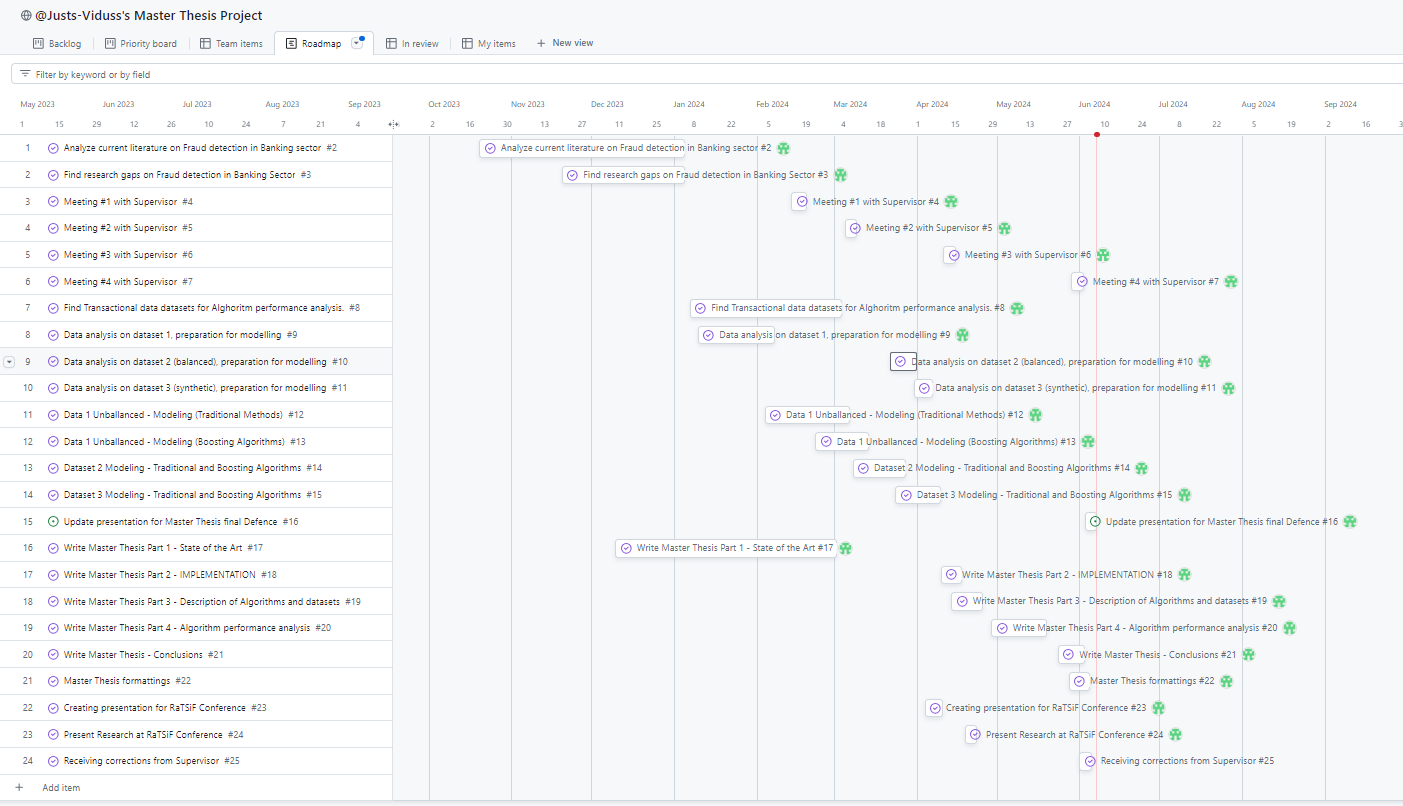 @Justs-Viduss's Master Thesis Project
Backlog Priority board Team items Roadmap In review My items + New view
Filter by keyword or by field
May 2023 Jun 2023 Jul 2023 Aug 2023 Sep 2023 Oct 2023 Nov 2023 Dec 2023 Jan 2024 Feb 2024 Mar 2024 Apr 2024 May 2024 Jun 2024 Jul 2024 Aug 2024 Sep 2024
1 15 29 12 26 10 24 7 21 4 2 16 30 13 27 11 25 8 22 5 19 4 18 1 15 29 13 27 10 24 8 22 5 19 2 16 3
1 Analyze current literature on Fraud detection in Banking sector #2 Analyze current literature on Fraud detection in Banking sector #2
2 Find research gaps on Fraud detection in Banking Sector #3 Find research gaps on Fraud detection in Banking Sector #3
3 Meeting #1 with Supervisor #4 Meeting #1 with Supervisor #4
4 Meeting #2 with Supervisor #5 Meeting #2 with Supervisor #5
5 Meeting #3 with Supervisor #6 Meeting #3 with Supervisor #6
6 Meeting #4 with Supervisor #7 Meeting #4 with Supervisor #7
7 Find Transactional data datasets for Alghoritm performance analysis. #8 Find Transactional data datasets for Alghoritm performance analysis. #8
8 Data analysis on dataset 1, preparation for modelling #9 Data analysis on dataset 1, preparation for modelling #9
9 Data analysis on dataset 2 (balanced), preparation for modelling #10 Data analysis on dataset 2 (balanced), preparation for modelling #10
10 Data analysis on dataset 3 (synthetic), preparation for modelling #11 Data analysis on dataset 3 (synthetic), preparation for modelling #11
11 Data 1 Unballanced - Modeling (Traditional Methods) #12 Data 1 Unballanced - Modeling (Traditional Methods) #12
12 Data 1 Unballanced - Modeling (Boosting Algorithms) #13 Data 1 Unballanced - Modeling (Boosting Algorithms) #13
13 Dataset 2 Modeling - Traditional and Boosting Algorithms #14 Dataset 2 Modeling - Traditional and Boosting Algorithms #14
14 Dataset 3 Modeling - Traditional and Boosting Algorithms #15 Dataset 3 Modeling - Traditional and Boosting Algorithms #15
15 Update presentation for Master Thesis final Defence #16 Update presentation for Master Thesis final Defence #16
16 Write Master Thesis Part 1 - State of the Art #17 Write Master Thesis Part 1 - State of the Art #17
17 Write Master Thesis Part 2 - IMPLEMENTATION #18 Write Master Thesis Part 2 - IMPLEMENTATION #18
18 Write Master Thesis Part 3 - Description of Algorithms and datasets #19 Write Master Thesis Part 3 - Description of Algorithms and datasets #19
19 Write Master Thesis Part 4 - Algorithm performance analysis #20 Write Master Thesis Part 4 - Algorithm performance analysis #20
20 Write Master Thesis - Conclusions #21 Write Master Thesis - Conclusions #21
21 Master Thesis formattings #22 Master Thesis formattings #22
22 Creating presentation for RaTSiF Conference #23 Creating presentation for RaTSiF Conference #23
23 Present Research at RaTSiF Conference #24 Present Research at RaTSiF Conference #24
24 Receiving corrections from Supervisor #25 Receiving corrections from Supervisor #25
+ Add item